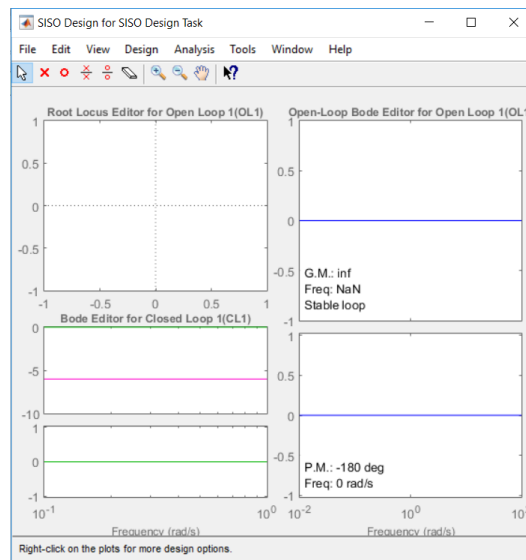 SISO Design for SISO Design Task
File Edit View Design Analysis Tools Window Help
Root Locus Editor for Open Loop 1(OL1)
1
0.5
0
-0.5
-1
-1 -0.5 0 0.5 1
Bode Editor for Closed Loop 1(CL1)
0
-5
-10
1
0
-1
10-1 100
Frequency (rad/s)
Open-Loop Bode Editor for Open Loop 1(OL1
1
0.5
0
-0.5
-1
G.M.: inf
Freq: NaN
Stable loop
1
0.5
0
-0.5
-1
P.M.: -180 deg
Freq: 0 rad/s
10-2 100
Frequency (rad/s)
Right-click on the plots for more design options.